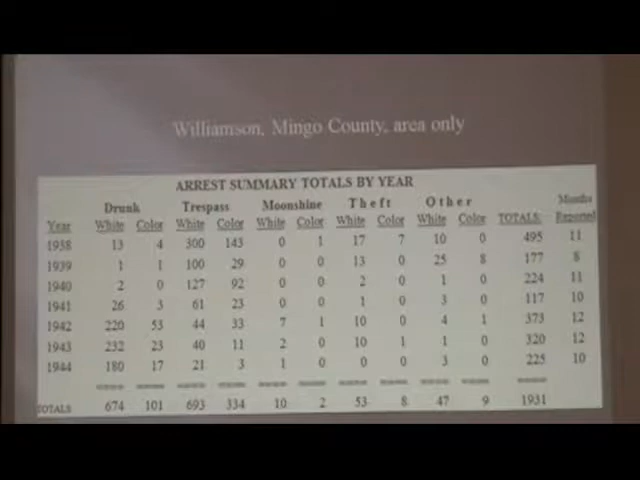 Williamson, Mingo County, area only
ARREST SUMMARY TOTALS BY YEAR
Drunk Trespass Moonshine Theft Other Months
Year White Color White Color White Color White Color White Color TOTALS: Reported
1938 13 4 300 143 0 1 17 7 10 0 495 11
1939 1 1 100 29 0 0 13 0 25 8 177 8
1940 2 0 127 92 0 0 2 0 1 0 224 11
1941 26 3 61 23 0 0 1 0 3 0 117 10
1942 220 53 44 33 7 1 10 0 4 1 373 12
1943 232 23 40 11 2 0 10 1 1 0 320 12
1944 180 17 21 3 1 0 0 0 3 0 225 10
TOTALS 674 101 693 334 10 2 53 8 47 9 1931